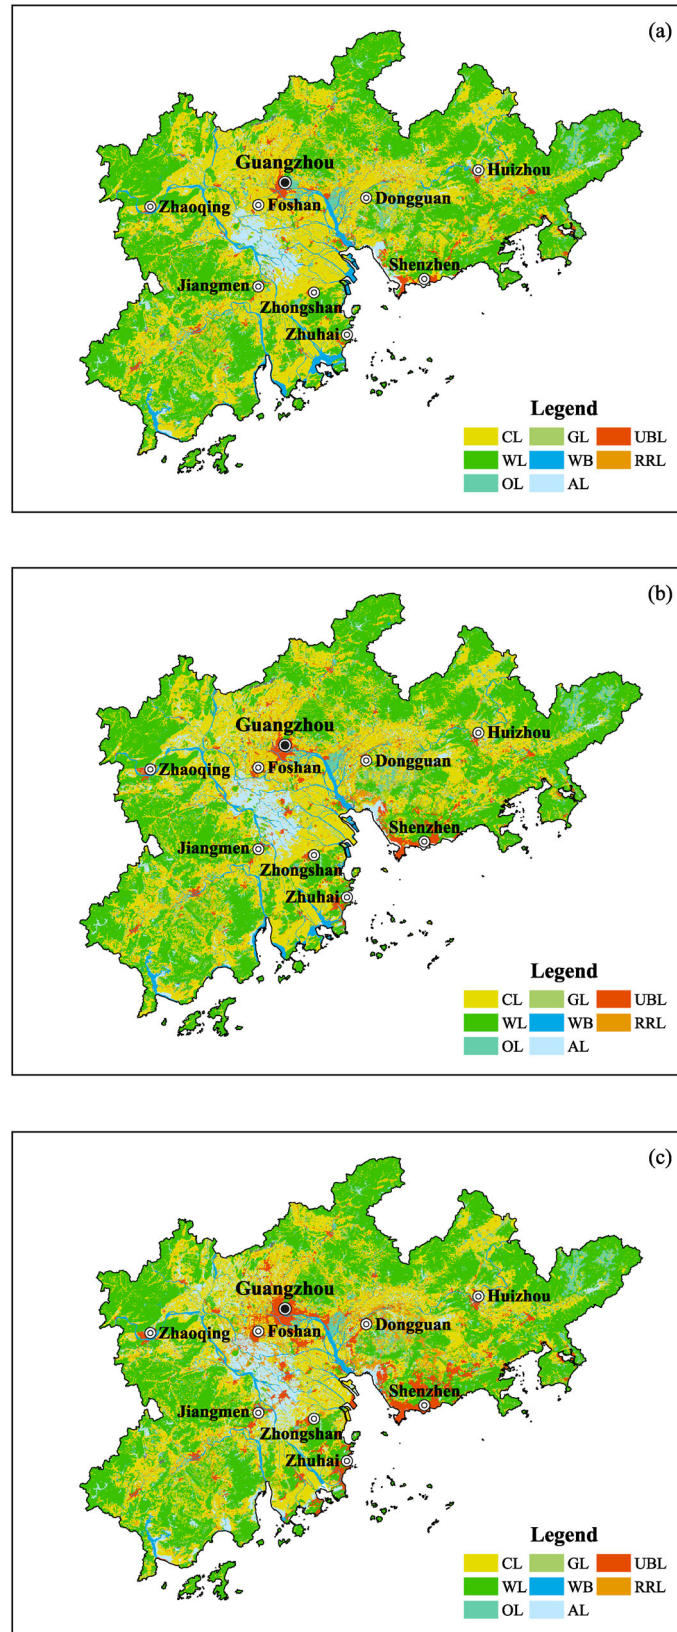 (a)
Guangzhou
Huizhou
Zhaoqing
Foshan
Dongguan
Shenzhen
Jiangmen
Zhongshan
Zhuhai
Legend
CL GL UBL
WL WB RRL
OL AL
(b)
Guangzhou
Huizhou
Zhaoqing
Foshan
Dongguan
Shenzhen
Jiangmen
Zhongshan
Zhuhai
Legend
CL GL UBL
WL WB RRL
OL AL
(c)
Guangzhou
Huizhou
Zhaoqing
Foshan
Dongguan
Shenzhen
Jiangmen
Zhongshan
Zhuhai
Legend
CL GL UBL
WL WB RRL
OL AL